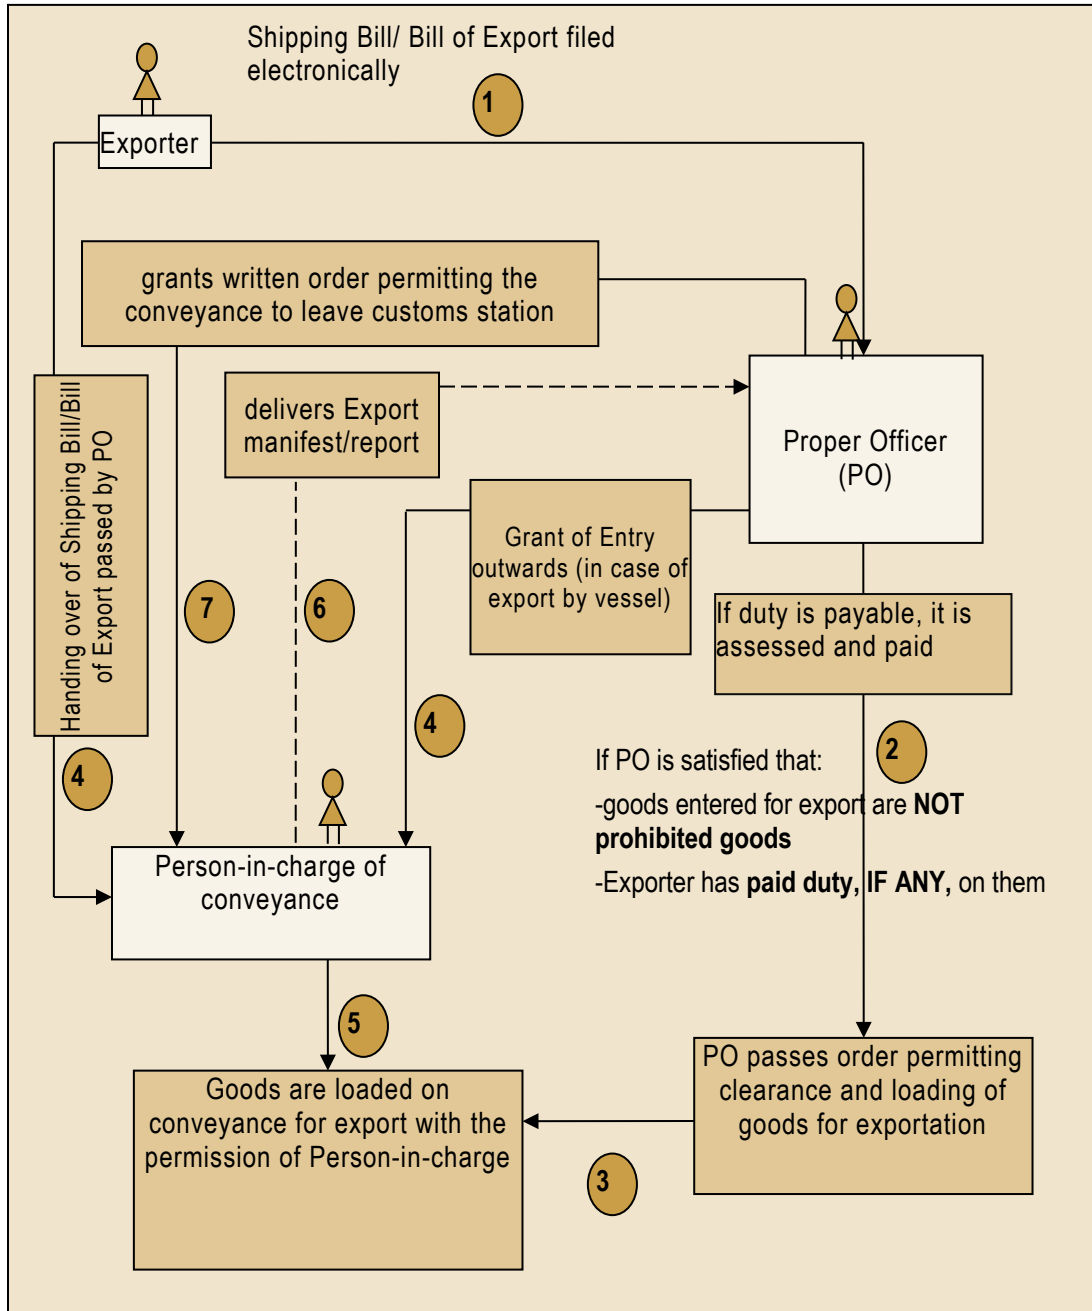 Shipping Bill/ Bill of Export filed
electronically
1
Exporter
grants written order permitting the
conveyance to leave customs station
Handing over of Shipping Bill/Bill
of Export passed by PO
delivers Export
manifest/report
Proper Officer
(PO)
Grant of Entry
outwards (in case of
export by vessel)
7
6
If duty is payable, it is
assessed and paid
4
4
2
If PO is satisfied that:
-goods entered for export are NOT
prohibited goods
-Exporter has paid duty, IF ANY, on them
Person-in-charge of
conveyance
5
PO passes order permitting
clearance and loading of
goods for exportation
Goods are loaded on
conveyance for export with the
permission of Person-in-charge
3